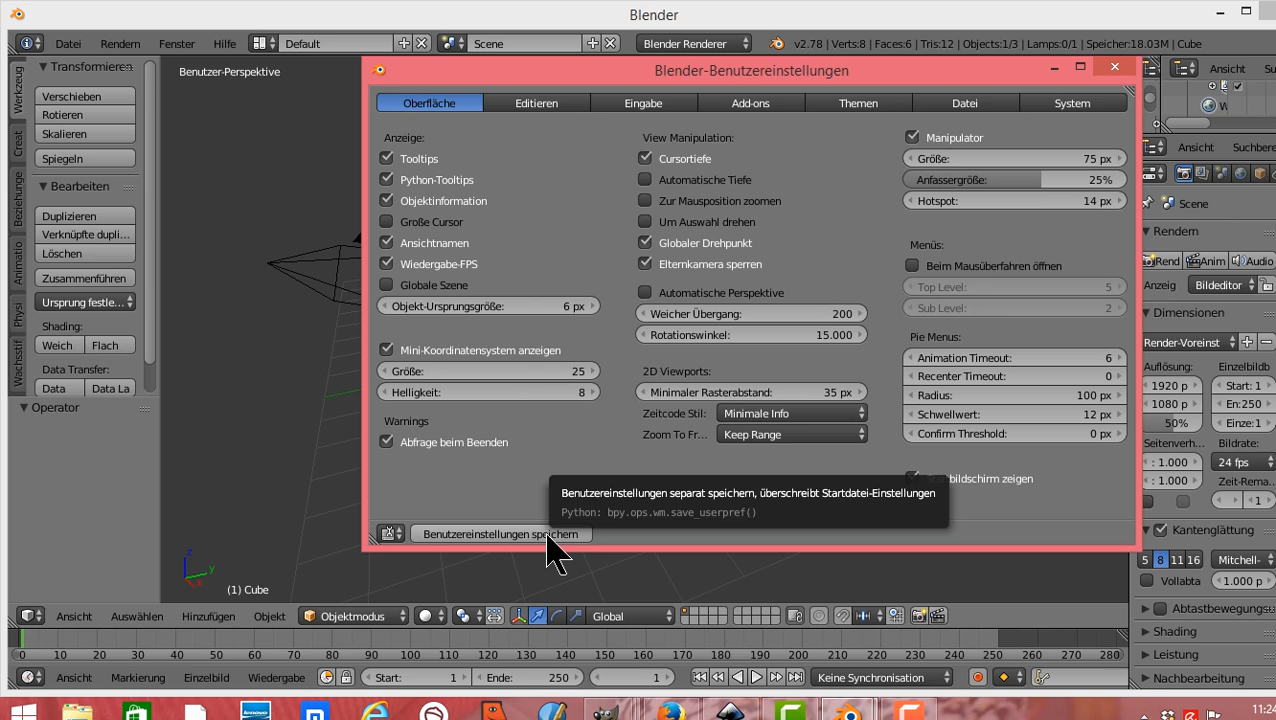 Blender
Datei Rendern Fenster Hilfe Default Scene Blender Renderer v2.78 | Verts:8 | Faces:6 | Tris:12 | Objects:1/3 | Lamps:0/1 | Speicher:18.03M | Cube
Werkzeug
Creat
Beziehunge
Animatio
Physi
Wachsstif
Transformieren
Verschieben
Rotieren
Skalieren
Spiegeln
Bearbeiten
Duplizieren
Verknüpfte dupli...
Löschen
Zusammenführen
Ursprung festle...
Shading:
Weich Flach
Data Transfer:
Data Data La
Operator
Benutzer-Perspektive
(1) Cube
Blender-Benutzereinstellungen
Oberfläche Editieren Eingabe Add-ons Themen Datei System
Anzeige:
Tooltips
Python-Tooltips
Objektinformation
Große Cursor
Ansichtnamen
Wiedergabe-FPS
Globale Szene
Objekt-Ursprungsgröße: 6 px
Mini-Koordinatensystem anzeigen
Größe: 25
Helligkeit: 8
Warnings
Abfrage beim Beenden
View Manipulation:
Cursortiefe
Automatische Tiefe
Zur Mausposition zoomen
Um Auswahl drehen
Globaler Drehpunkt
Elternkamera sperren
Automatische Perspektive
Weicher Übergang: 200
Rotationswinkel: 15.000
2D Viewports:
Minimaler Rasterabstand: 35 px
Zeitcode Stil: Minimale Info
Zoom To Fr... Keep Range
Manipulator
Größe: 75 px
Anfassergröße: 25%
Hotspot: 14 px
Menüs:
Beim Mausüberfahren öffnen
Top Level: 5
Sub Level: 2
Pie Menus:
Animation Timeout: 6
Recenter Timeout: 0
Radius: 100 px
Schwellwert: 12 px
Confirm Threshold: 0 px
bildschirm zeigen
Benutzereinstellungen separat speichern, überschreibt Startdatei-Einstellungen
Python: bpy.ops.wm.save_userpref()
Benutzereinstellungen speichern
Ansicht
W
Ansicht Suchbere
Scene
Rendern
Rend Anim Audio
Anzeig Bildeditor
Dimensionen
Render-Voreinst
Auflösung: Einzelbildb
1920 p Start: 1
1080 p En:250
50% Einze:1
Seitenverh. Bildrate:
: 1.000 24 fps
: 1.000 Zeit-Rema.
1
Kantenglättung
5 8 11 16 Mitchell-
Vollabta 1.000 p
Abtastbewegungs
Shading
Leistung
Nachbearbeitung
z
y
x
Ansicht Auswählen Hinzufügen Objekt Objektmodus Global
0 10 20 30 40 50 60 70 80 90 100 110 120 130 140 150 160 170 180 190 200 210 220 230 240 250 260 270 280
Ansicht Markierung Einzelbild Wiedergabe Start: 1 Ende: 250 1 Keine Synchronisation
lenovo
11:24